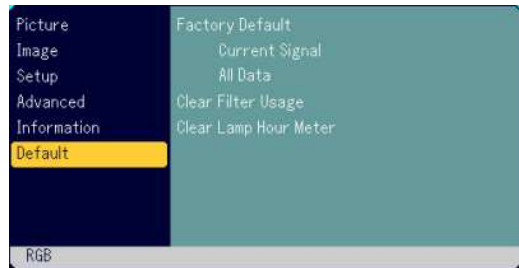 Picture
Image
Setup
Advanced
Information
Default
Factory Default
Current Signal
All Data
Clear Filter Usage
Clear Lamp Hour Meter
RGB